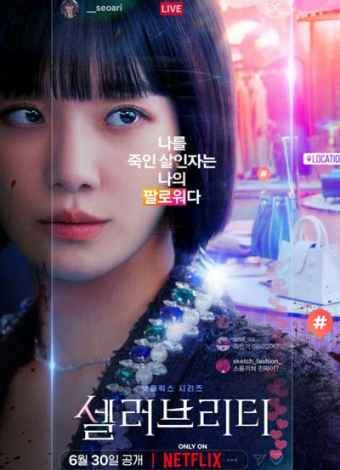 __seoari
LIVE
나를
죽인 살인자는
나의
팔로워다
LOCATIO
#
sketch_fashion_
넷플릭스 시리즈
셀러브리티
ONLY ON
6월 30일 공개
NETFLIX